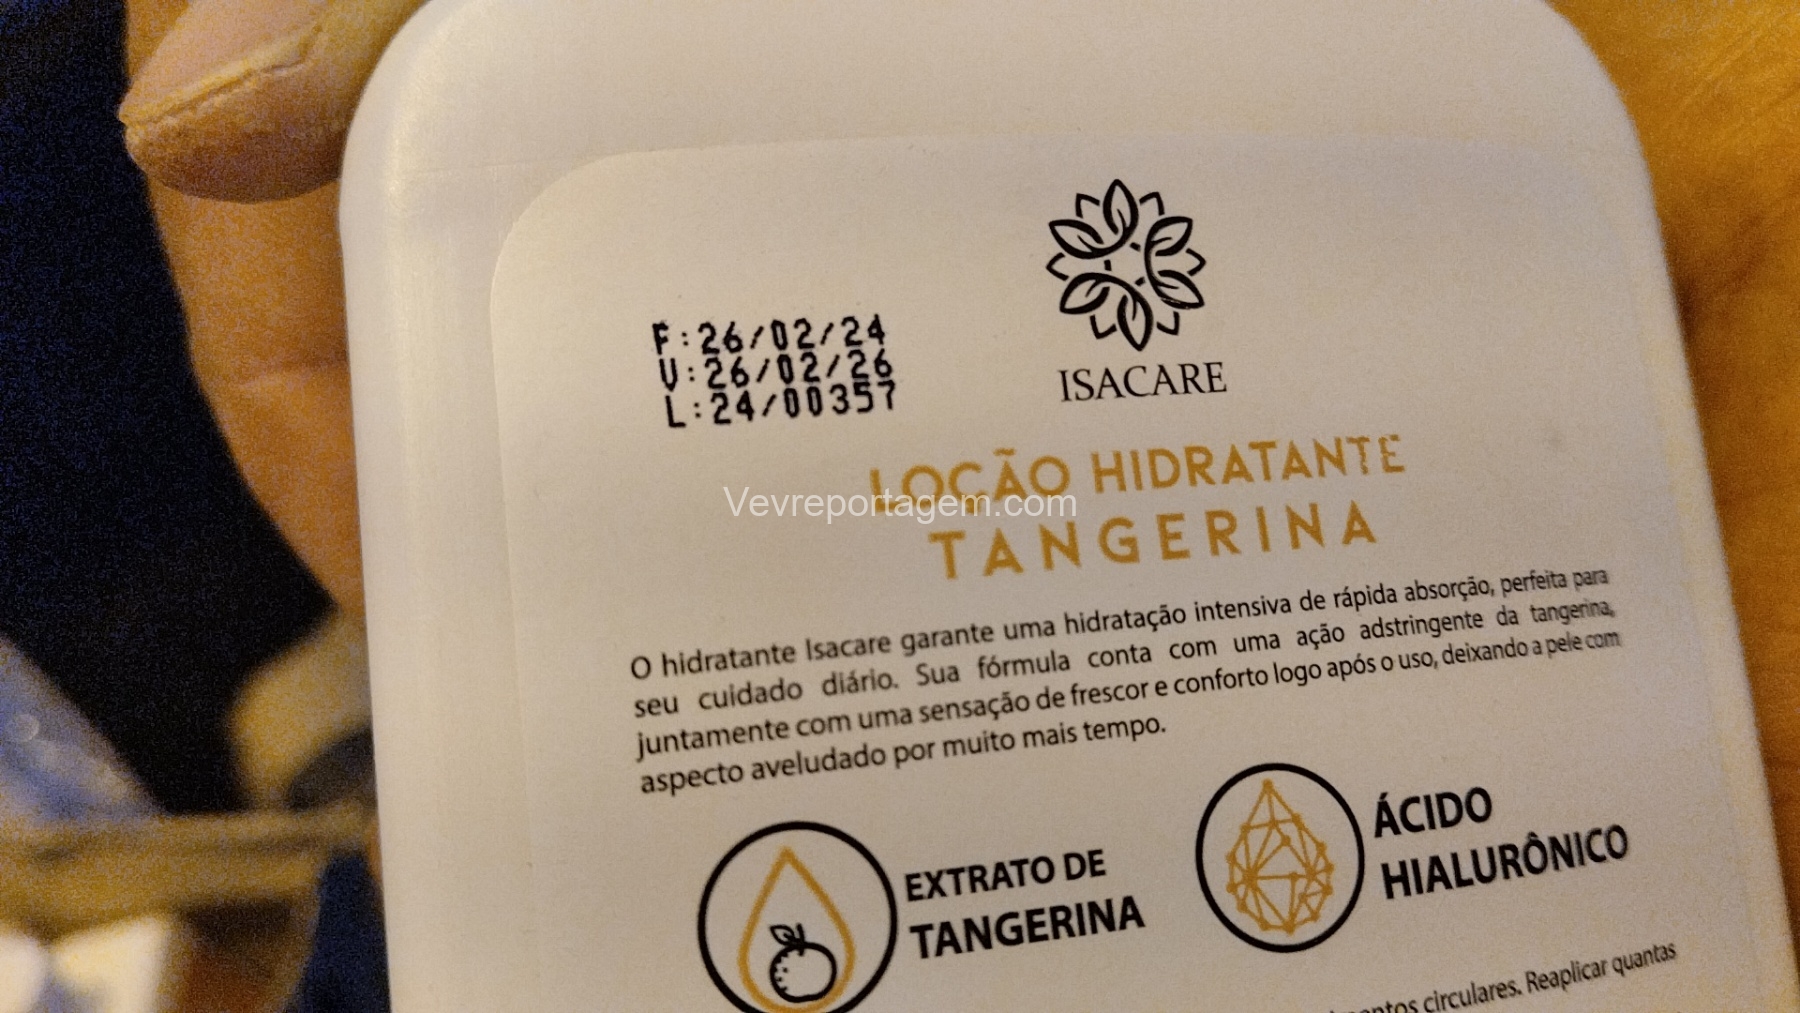 F:26/02/24
V:26/02/26
L:24/00357
ISACARE
LOÇÃO HIDRATANTE
TANGERINA
Vevreportagem.com
O hidratante Isacare garante uma hidratação intensiva de rápida absorção, perfeita para
seu cuidado diário. Sua fórmula conta com uma ação adstringente da tangerina,
juntamente com uma sensação de frescor e conforto logo após o uso, deixando a pele com
aspecto aveludado por muito mais tempo.
EXTRATO DE
TANGERINA
ÁCIDO
HIALURÔNICO
circulares. Reaplicar quantas